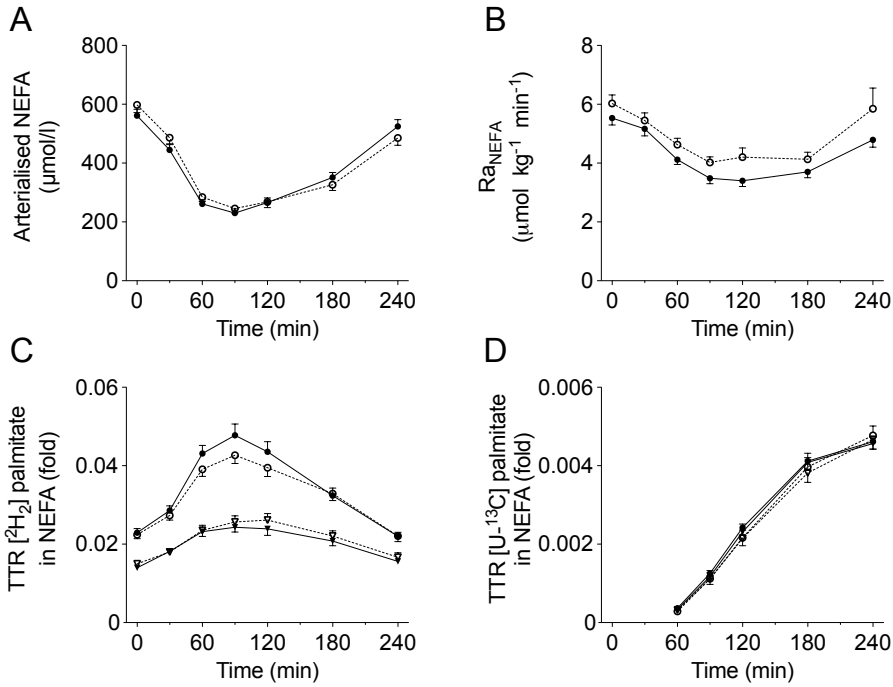 A
Arterialised NEFA
(µmol/l)
800
600
400
200
0
0 60 120 180 240
Time (min)
B
Ra_NEFA
(µmol kg⁻¹ min⁻¹)
8
6
4
2
0
0 60 120 180 240
Time (min)
C
TTR [²H₂] palmitate
in NEFA (fold)
0.06
0.04
0.02
0
0 60 120 180 240
Time (min)
D
TTR [U-¹³C] palmitate
in NEFA (fold)
0.006
0.004
0.002
0
0 60 120 180 240
Time (min)